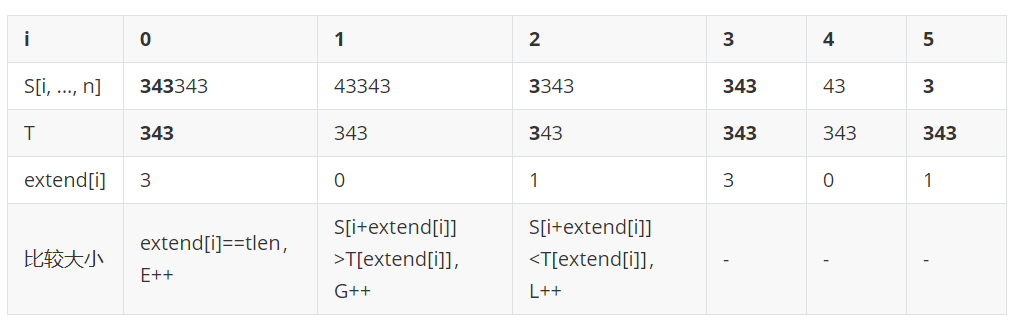 i 0 1 2 3 4 5
S[i, ..., n] 343343 43343 3343 343 43 3
T 343 343 343 343 343 343
extend[i] 3 0 1 3 0 1
比较大小 extend[i]==tlen, E++ S[i+extend[i]] >T[extend[i]], G++ S[i+extend[i]] <T[extend[i]], L++ - - -